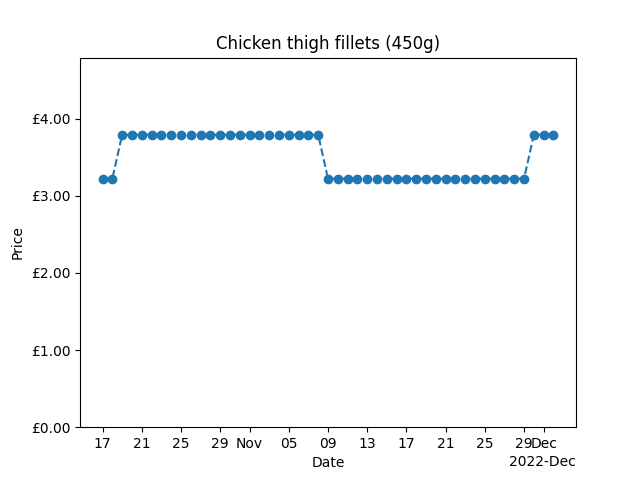 Chicken thigh fillets (450g)
£4.00
£3.00
£2.00
£1.00
£0.00
Price
17 21 25 29 Nov 05 09 13 17 21 25 29 Dec
Date
2022-Dec